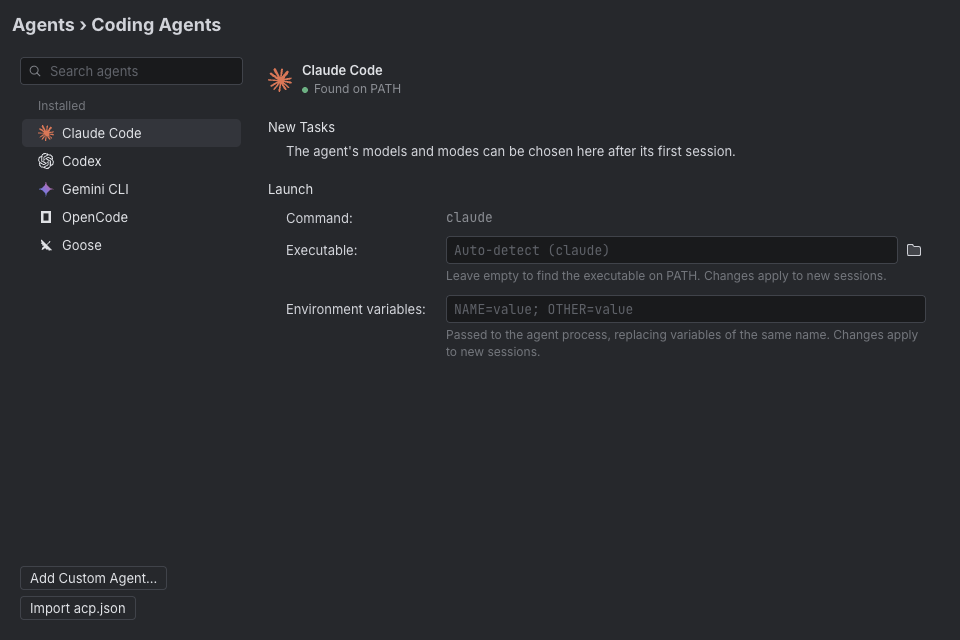 Agents › Coding Agents
Search agents
Installed
Claude Code
Codex
Gemini CLI
OpenCode
Goose
Add Custom Agent...
Import acp.json
Claude Code
Found on PATH
New Tasks
The agent's models and modes can be chosen here after its first session.
Launch
Command: claude
Executable: Auto-detect (claude)
Leave empty to find the executable on PATH. Changes apply to new sessions.
Environment variables: NAME=value; OTHER=value
Passed to the agent process, replacing variables of the same name. Changes apply
to new sessions.